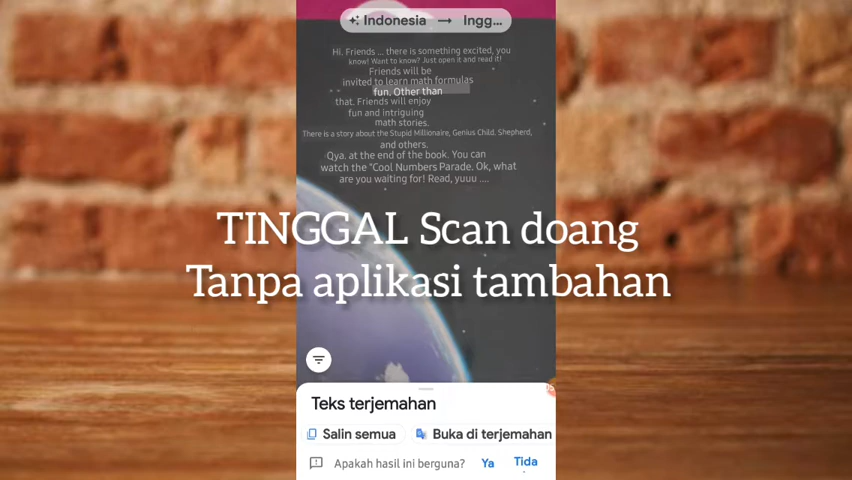 Indonesia → Ingg...
Hi. Friends ... there is something excited, you
know! Want to know? Just open it and read it!
Friends will be
invited to learn math formulas
fun. Other than
that. Friends will enjoy
fun and intriguing
math stories.
There is a story about the Stupid Millionaire, Genius Child. Shepherd,
and others.
Qya. at the end of the book. You can
watch the "Cool Numbers Parade. Ok, what
are you waiting for! Read, yuuu ....
TINGGAL Scan doang
Tanpa aplikasi tambahan
Teks terjemahan
Salin semua
Buka di terjemahan
Apakah hasil ini berguna?
Ya
Tida